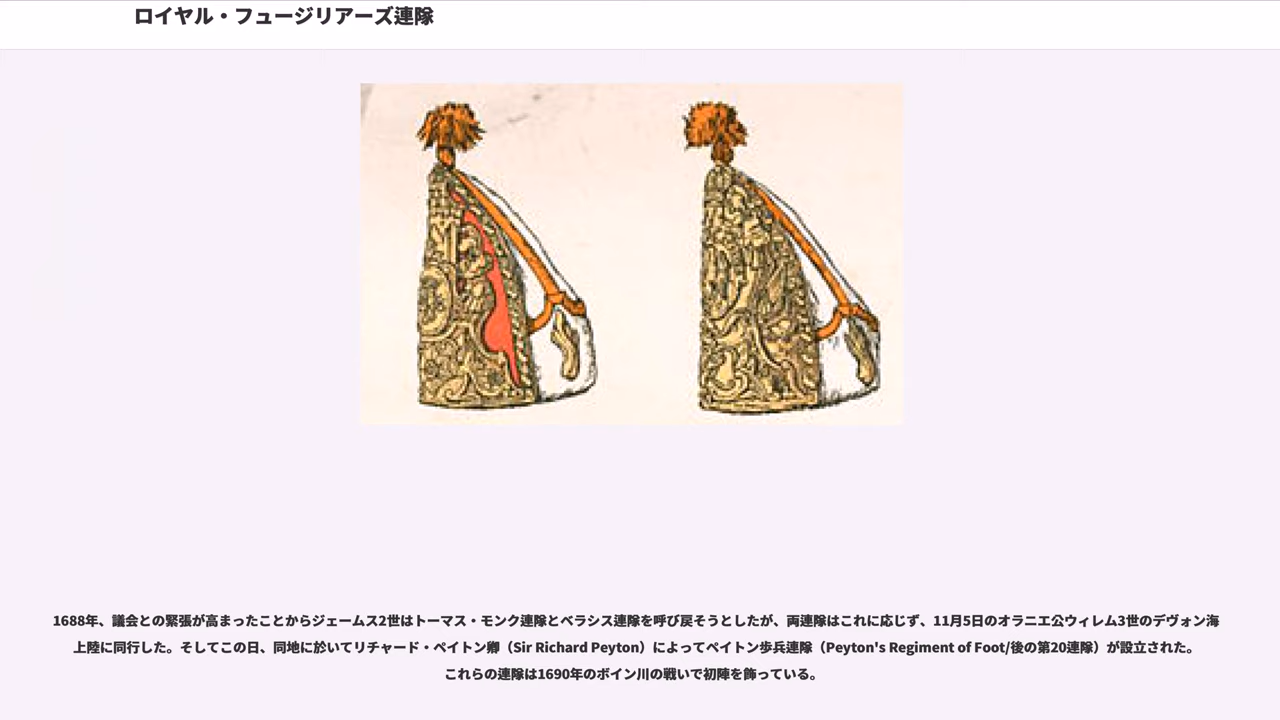 ロイヤル・フュージリアーズ連隊
1688年、議会との緊張が高まったことからジェームス2世はトーマス・モンク連隊とベラシス連隊を呼び戻そうとしたが、両連隊はこれに応じず、11月5日のオラニエ公ウィレム3世のデヴォン海
上陸に同行した。そしてこの日、同地に於いてリチャード・ペイトン卿（Sir Richard Peyton）によってペイトン歩兵連隊（Peyton's Regiment of Foot/後の第20連隊）が設立された。
これらの連隊は1690年のボイン川の戦いで初陣を飾っている。